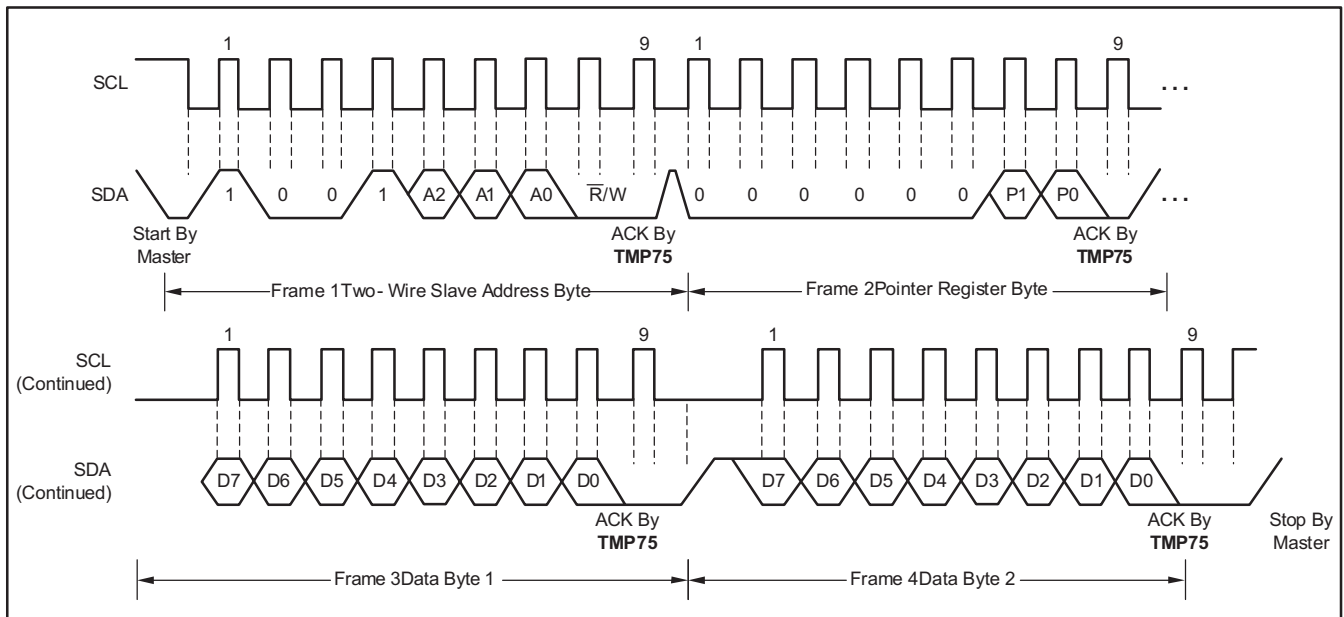 1 9 1 9
SCL
...
SDA 1 0 0 1 A2 A1 A0 R̅/W 0 0 0 0 0 0 P1 P0 ...
Start By
Master
ACK By
TMP75
ACK By
TMP75
Frame 1Two- Wire Slave Address Byte
Frame 2Pointer Register Byte
1 9 1 9
SCL
(Continued)
SDA
(Continued)
D7 D6 D5 D4 D3 D2 D1 D0 D7 D6 D5 D4 D3 D2 D1 D0
ACK By
TMP75
ACK By
TMP75
Stop By
Master
Frame 3Data Byte 1
Frame 4Data Byte 2